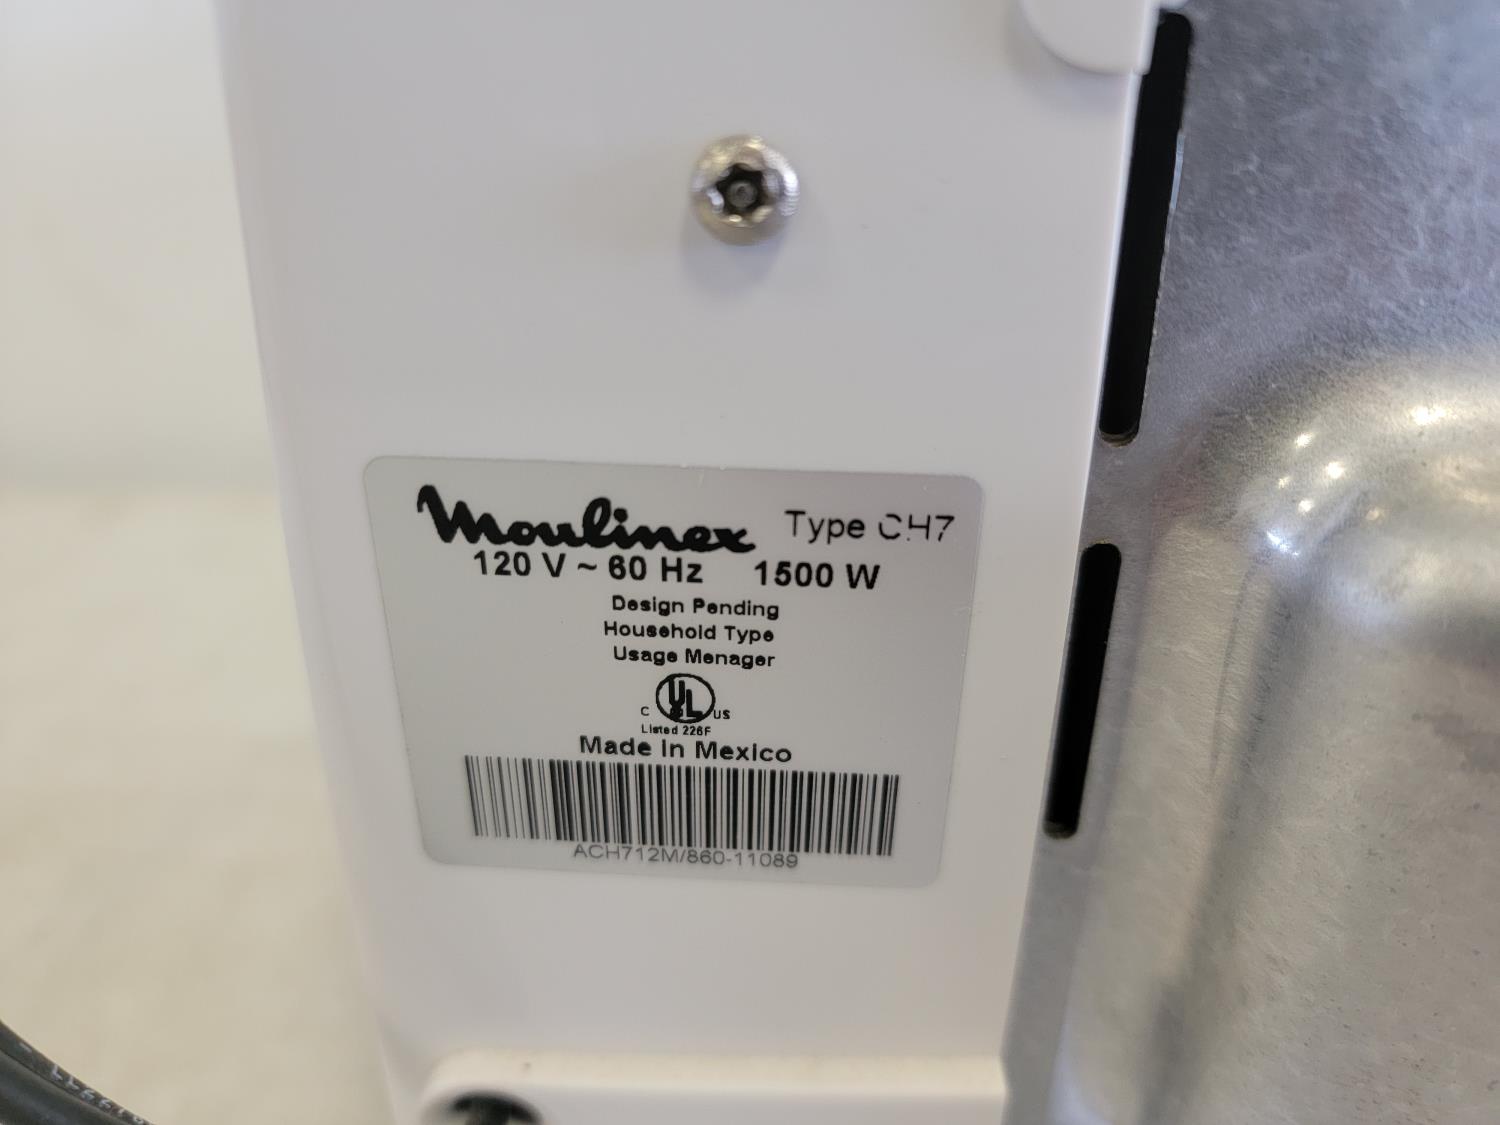 Moulinex Type CH7
120 V ~ 60 Hz 1500 W
Design Pending
Household Type
Usage Menager
C UL US
Listed 226F
Made In Mexico
ACH712M/860-11089